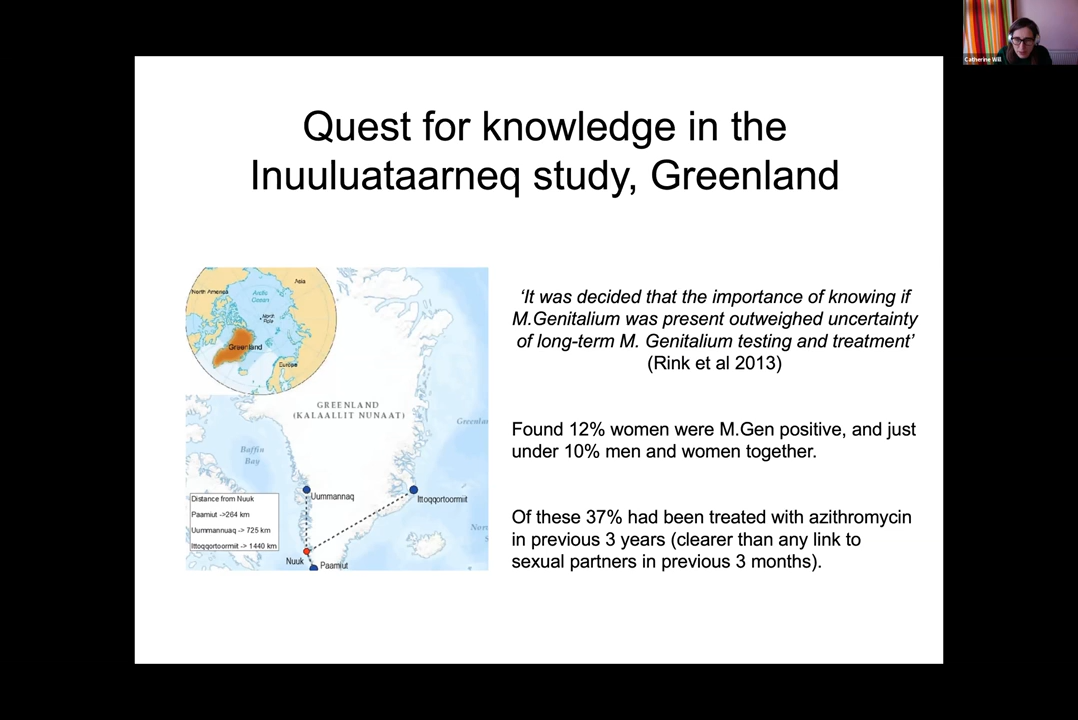 Catherine Will
Quest for knowledge in the
Inuuluataarneq study, Greenland
North America
Asia
Arctic
Ocean
North
Pole
Greenland
Europe
GREENLAND
(KALAALLIT NUNAAT)
Baffin
Bay
Uummannaq
Ittoqqortoormiit
Distance from Nuuk
Paamiut ->264 km
Uummannuaq -> 725 km
Ittoqqortoormiit -> 1440 km
Nuuk
Paamiut
'It was decided that the importance of knowing if
M.Genitalium was present outweighed uncertainty
of long-term M. Genitalium testing and treatment'
(Rink et al 2013)
Found 12% women were M.Gen positive, and just
under 10% men and women together.
Of these 37% had been treated with azithromycin
in previous 3 years (clearer than any link to
sexual partners in previous 3 months).